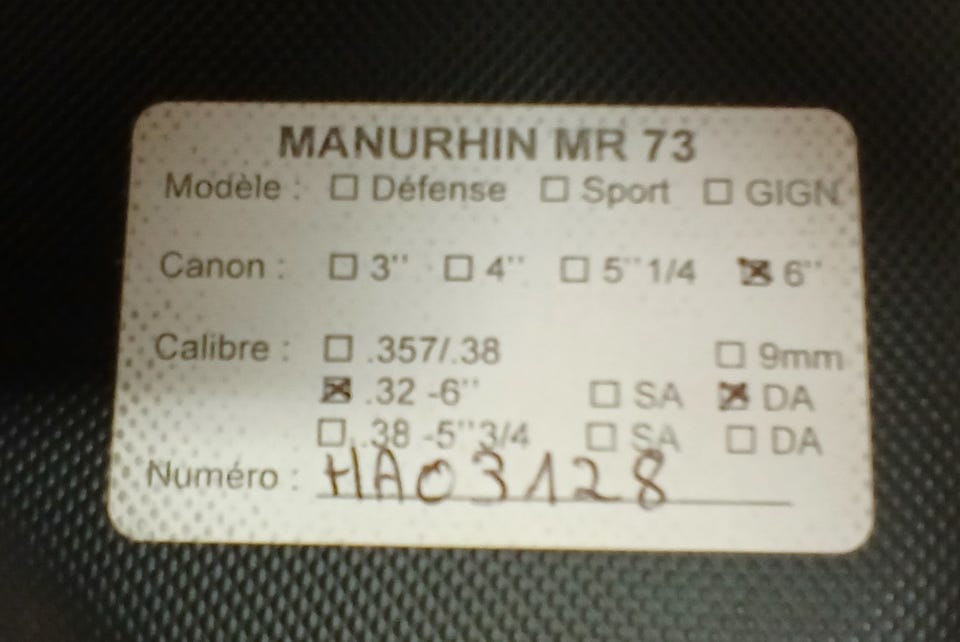 MANURHIN MR 73
Modèle : ☐ Défense ☐ Sport ☐ GIGN
Canon : ☐ 3'' ☐ 4'' ☐ 5'' 1/4 ☒ 6''
Calibre : ☐ .357/.38 ☐ 9mm
☒ .32 -6'' ☐ SA ☒ DA
☐ .38 -5'' 3/4 ☐ SA ☐ DA
Numéro : HA03128